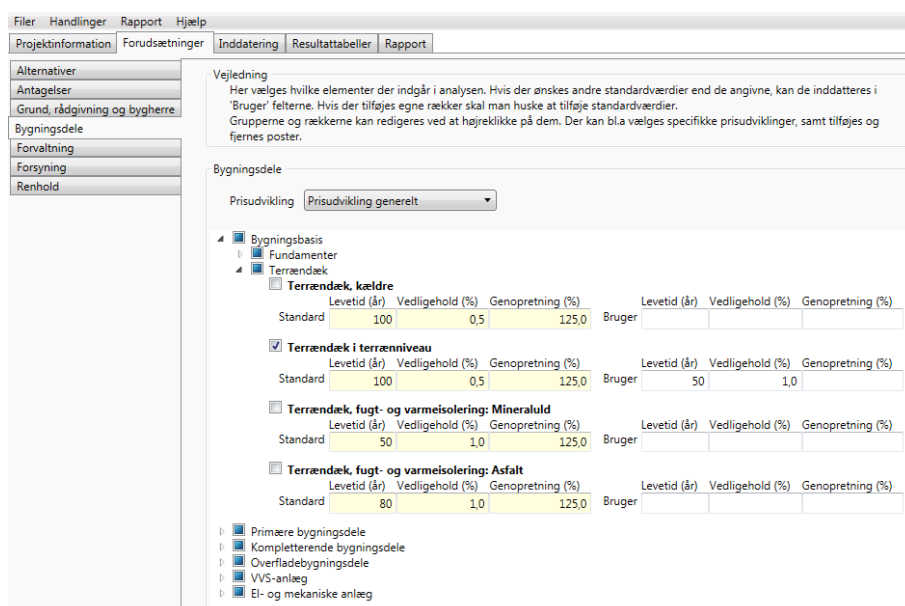 Filer Handlinger Rapport Hjælp
Projektinformation Forudsætninger Inddatering Resultattabeller Rapport
Alternativer
Antagelser
Grund, rådgivning og bygherre
Bygningsdele
Forvaltning
Forsyning
Renhold
Vejledning
Her vælges hvilke elementer der indgår i analysen. Hvis der ønskes andre standardværdier end de angivne, kan de inddatteres i
'Bruger' felterne. Hvis der tilføjes egne rækker skal man huske at tilføje standardværdier.
Grupperne og rækkerne kan redigeres ved at højreklikke på dem. Der kan bl.a vælges specifikke prisudviklinger, samt tilføjes og
fjernes poster.
Bygningsdele
Prisudvikling Prisudvikling generelt
Bygningsbasis
Fundamenter
Terrændæk
Terrændæk, kældre
Levetid (år) Vedligehold (%) Genopretning (%) Levetid (år) Vedligehold (%) Genopretning (%)
Standard 100 0,5 125,0 Bruger
Terrændæk i terrænniveau
Levetid (år) Vedligehold (%) Genopretning (%) Levetid (år) Vedligehold (%) Genopretning (%)
Standard 100 0,5 125,0 Bruger 50 1,0
Terrændæk, fugt- og varmeisolering: Mineraluld
Levetid (år) Vedligehold (%) Genopretning (%) Levetid (år) Vedligehold (%) Genopretning (%)
Standard 50 1,0 125,0 Bruger
Terrændæk, fugt- og varmeisolering: Asfalt
Levetid (år) Vedligehold (%) Genopretning (%) Levetid (år) Vedligehold (%) Genopretning (%)
Standard 80 1,0 125,0 Bruger
Primære bygningsdele
Kompletterende bygningsdele
Overfladebygningsdele
VVS-anlæg
El- og mekaniske anlæg